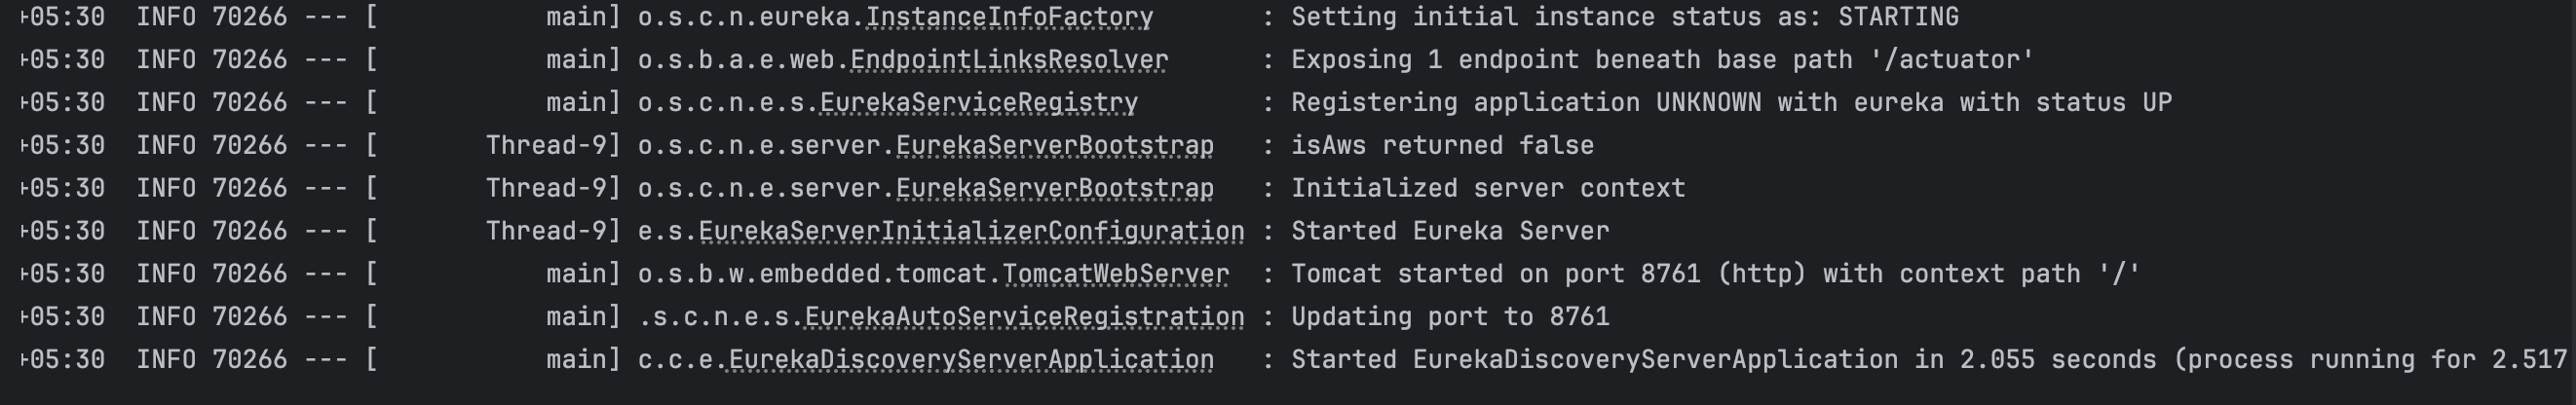 +05:30  INFO 70266 --- [           main] o.s.c.n.eureka.InstanceInfoFactory       : Setting initial instance status as: STARTING
+05:30  INFO 70266 --- [           main] o.s.b.a.e.web.EndpointLinksResolver      : Exposing 1 endpoint beneath base path '/actuator'
+05:30  INFO 70266 --- [           main] o.s.c.n.e.s.EurekaServiceRegistry        : Registering application UNKNOWN with eureka with status UP
+05:30  INFO 70266 --- [       Thread-9] o.s.c.n.e.server.EurekaServerBootstrap   : isAws returned false
+05:30  INFO 70266 --- [       Thread-9] o.s.c.n.e.server.EurekaServerBootstrap   : Initialized server context
+05:30  INFO 70266 --- [       Thread-9] e.s.EurekaServerInitializerConfiguration : Started Eureka Server
+05:30  INFO 70266 --- [           main] o.s.b.w.embedded.tomcat.TomcatWebServer  : Tomcat started on port 8761 (http) with context path '/'
+05:30  INFO 70266 --- [           main] .s.c.n.e.s.EurekaAutoServiceRegistration : Updating port to 8761
+05:30  INFO 70266 --- [           main] c.c.e.EurekaDiscoveryServerApplication   : Started EurekaDiscoveryServerApplication in 2.055 seconds (process running for 2.517